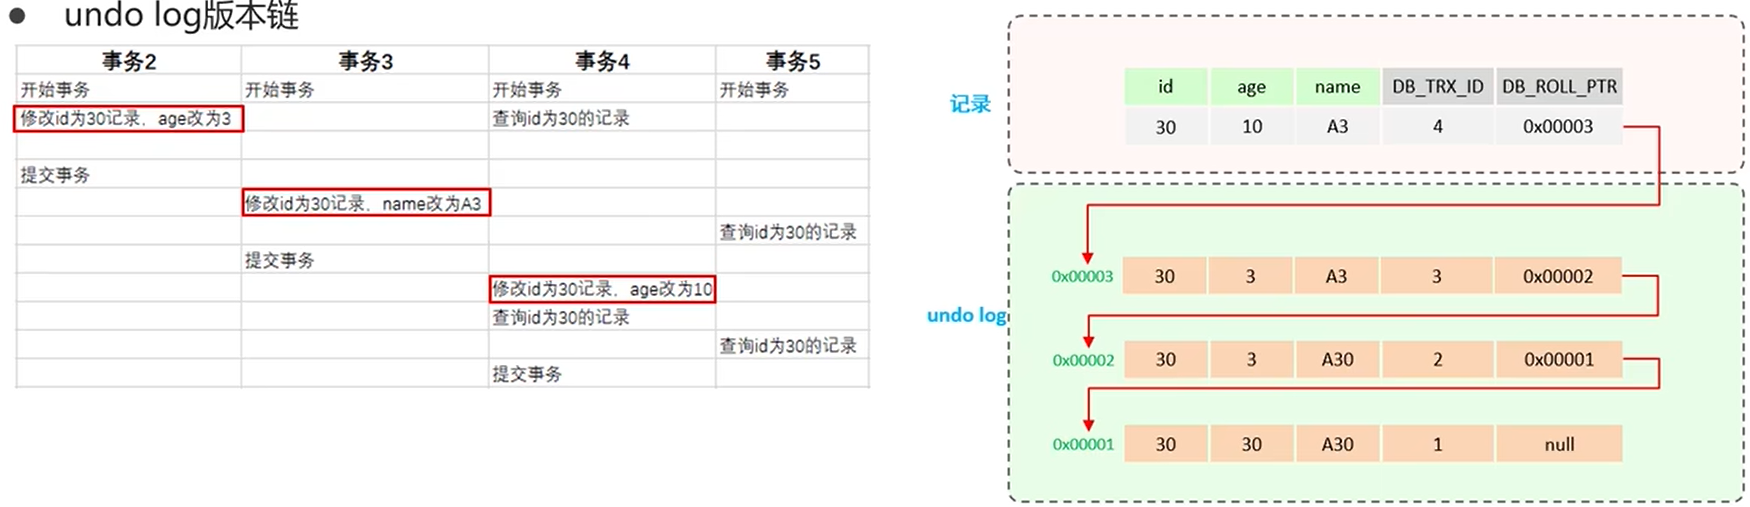 ● undo log版本链
事务2 事务3 事务4 事务5
开始事务 开始事务 开始事务 开始事务
修改id为30记录，age改为3 查询id为30的记录
提交事务
修改id为30记录，name改为A3
查询id为30的记录
提交事务
修改id为30记录，age改为10
查询id为30的记录
查询id为30的记录
提交事务
记录
id age name DB_TRX_ID DB_ROLL_PTR
30 10 A3 4 0x00003
undo log
0x00003 30 3 A3 3 0x00002
0x00002 30 3 A30 2 0x00001
0x00001 30 30 A30 1 null